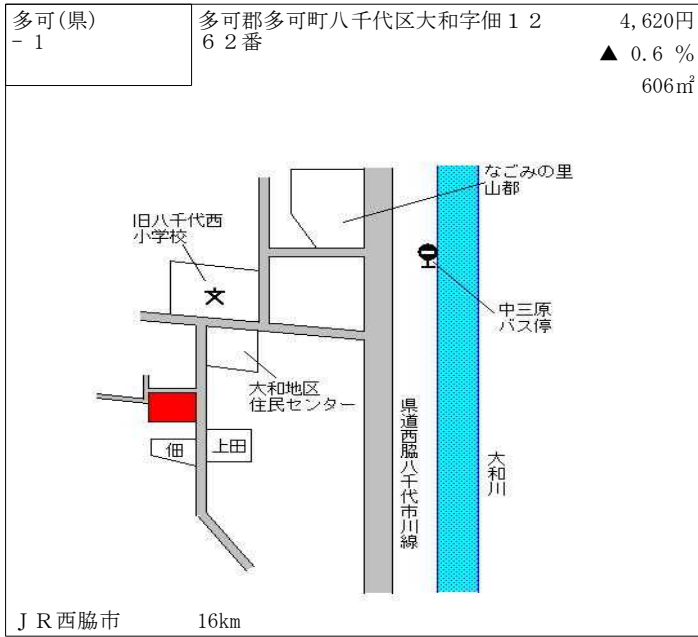 多可(県) 多可郡多可町八千代区大和字佃１２ 4,620円
- 1 ６２番
▲ 0.6 %
606㎡
なごみの里
山都
旧八千代西
小学校
中三原
バス停
大和地区
住民センター
県道西脇八千代市川線
大和川
佃 上田
ＪＲ西脇市 16km